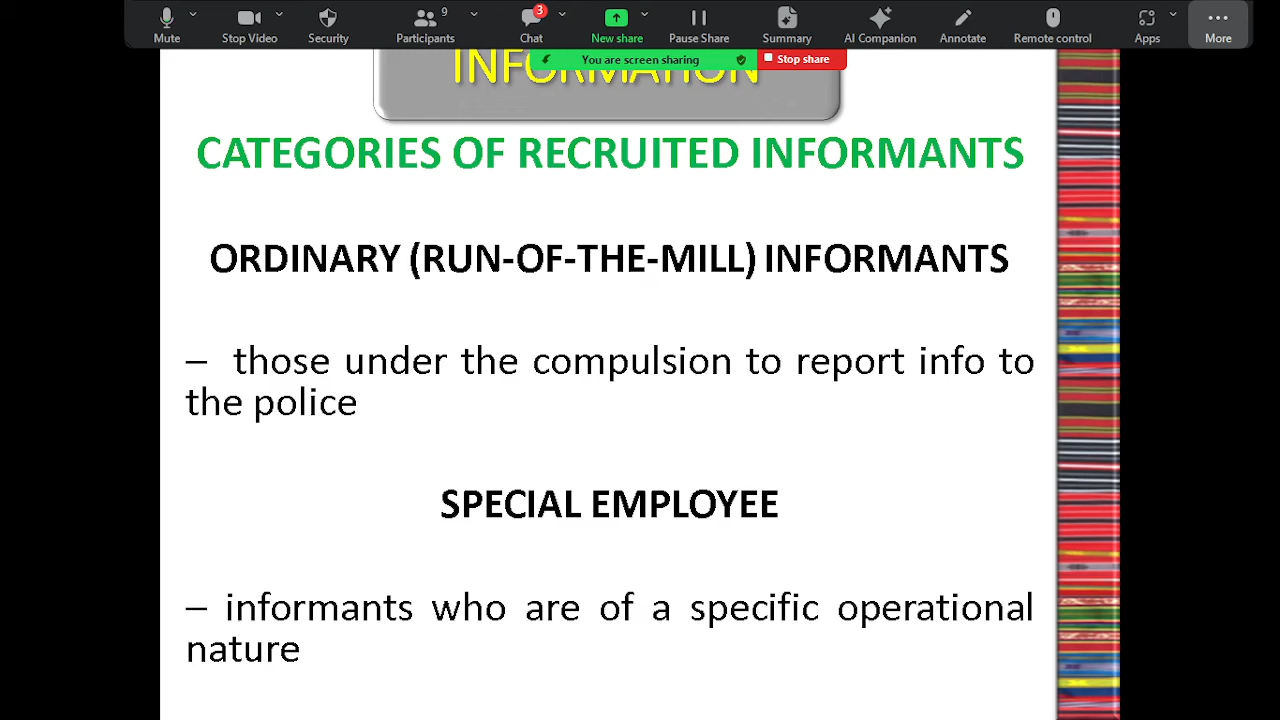 9
3
Mute
Stop Video
Security
Participants
Chat
New share
Pause Share
Summary
AI Companion
Annotate
Remote control
Apps
More
You are screen sharing
Stop share
INFORMATION
CATEGORIES OF RECRUITED INFORMANTS
ORDINARY (RUN-OF-THE-MILL) INFORMANTS
– those under the compulsion to report info to
the police
SPECIAL EMPLOYEE
– informants who are of a specific operational
nature